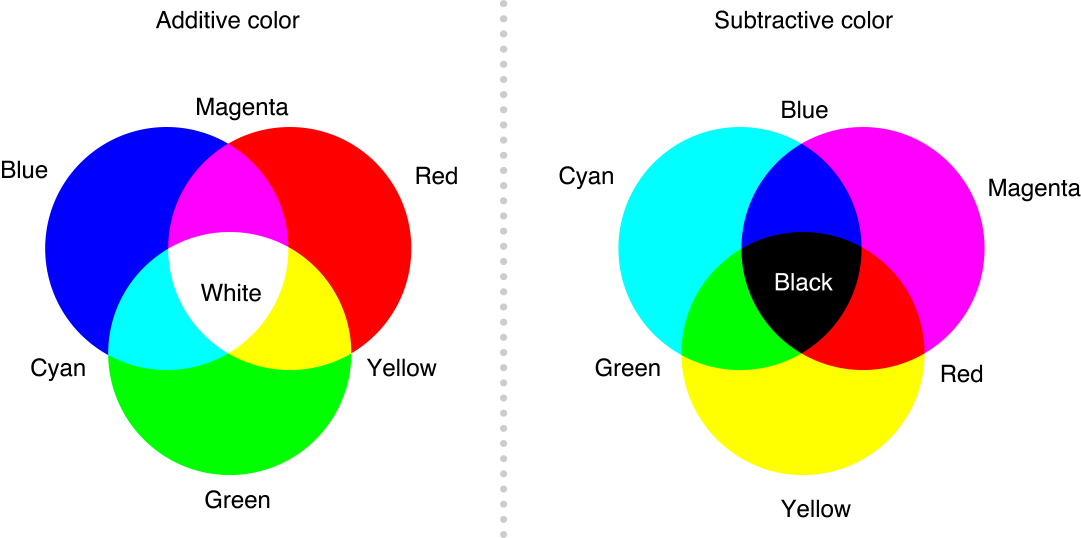 Additive color
Magenta
Blue
Red
White
Cyan
Yellow
Green
Subtractive color
Blue
Cyan
Magenta
Black
Green
Red
Yellow